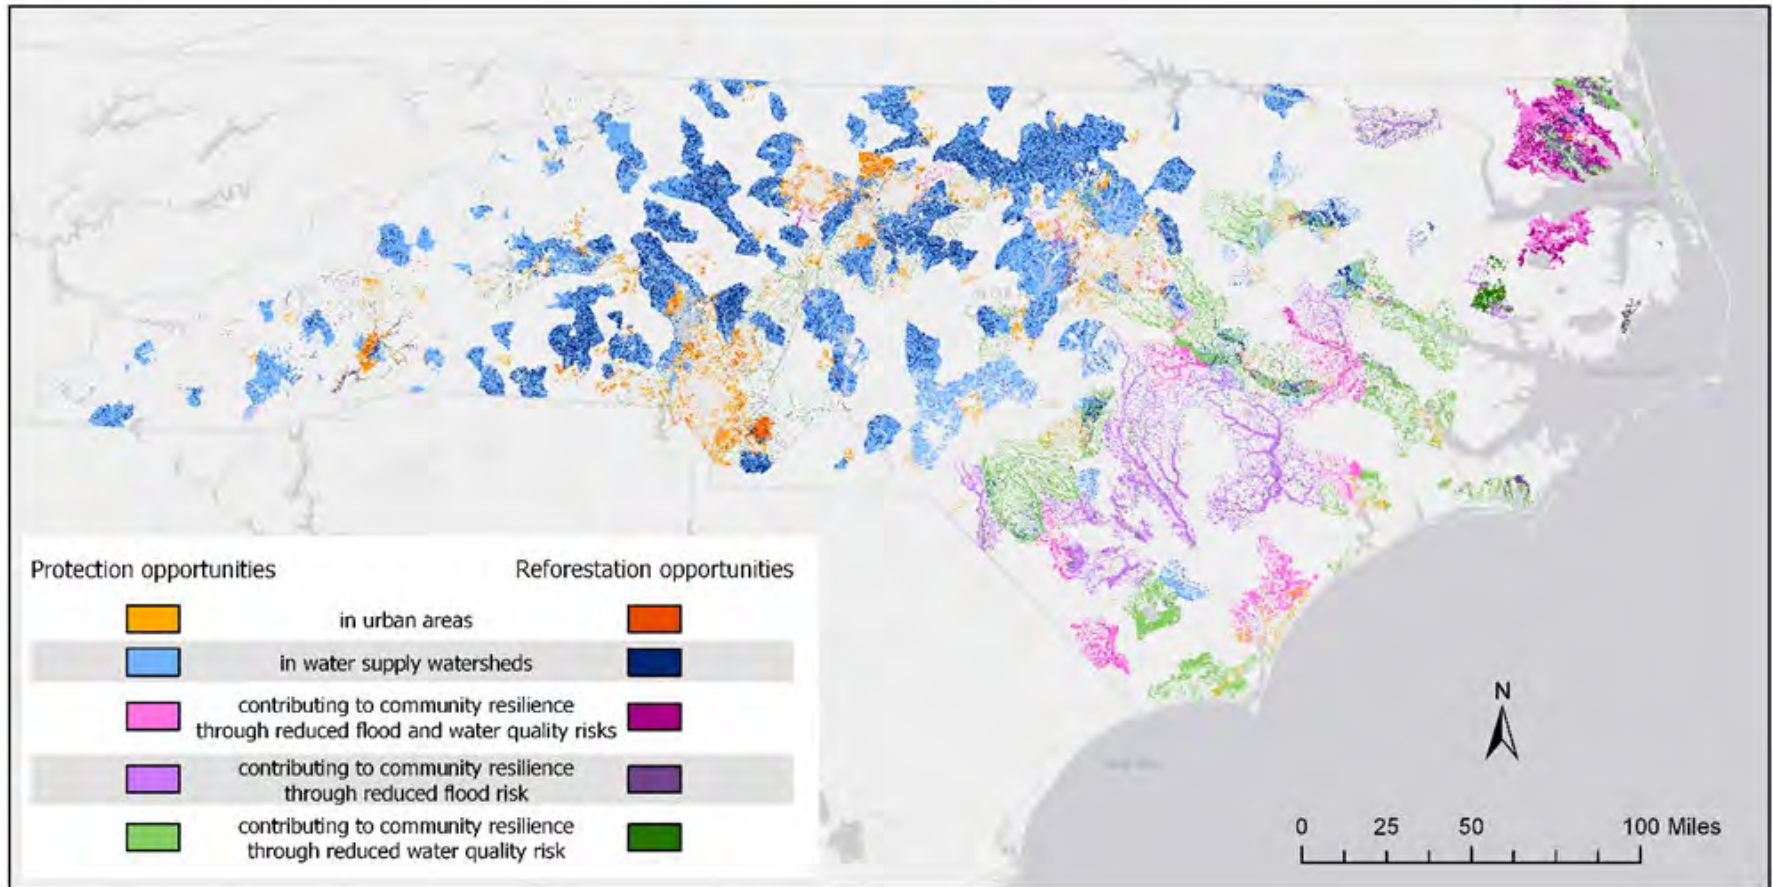 Protection opportunities
Reforestation opportunities
in urban areas
in water supply watersheds
contributing to community resilience
through reduced flood and water quality risks
contributing to community resilience
through reduced flood risk
contributing to community resilience
through reduced water quality risk
N
0 25 50 100 Miles